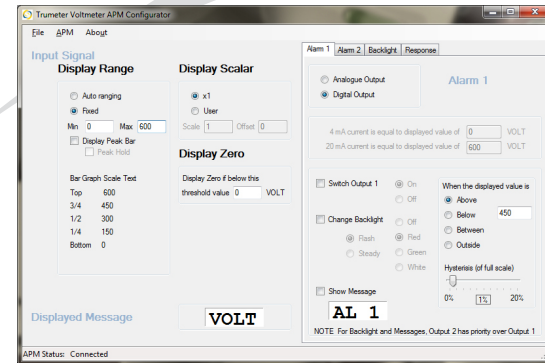 Trumeter Voltmeter APM Configurator
File APM About
Input Signal
Display Range
Auto ranging
Fixed
Min 0 Max 600
Display Peak Bar
Peak Hold
Bar Graph Scale Text
Top 600
3/4 450
1/2 300
1/4 150
Bottom 0
Display Scalar
x1
User
Scale 1 Offset 0
Display Zero
Display Zero if below this
threshold value 0 VOLT
Displayed Message
VOLT
Alarm 1 Alarm 2 Backlight Response
Analogue Output
Digital Output
Alarm 1
4 mA current is equal to displayed value of 0 VOLT
20 mA current is equal to displayed value of 600 VOLT
Switch Output 1
On
Off
Change Backlight
Off
Flash
Red
Steady
Green
White
When the displayed value is
Above
Below
450
Between
Outside
Hysterisis (of full scale)
0% 1% 20%
Show Message
AL 1
NOTE For Backlight and Messages, Output 2 has priority over Output 1
APM Status: Connected